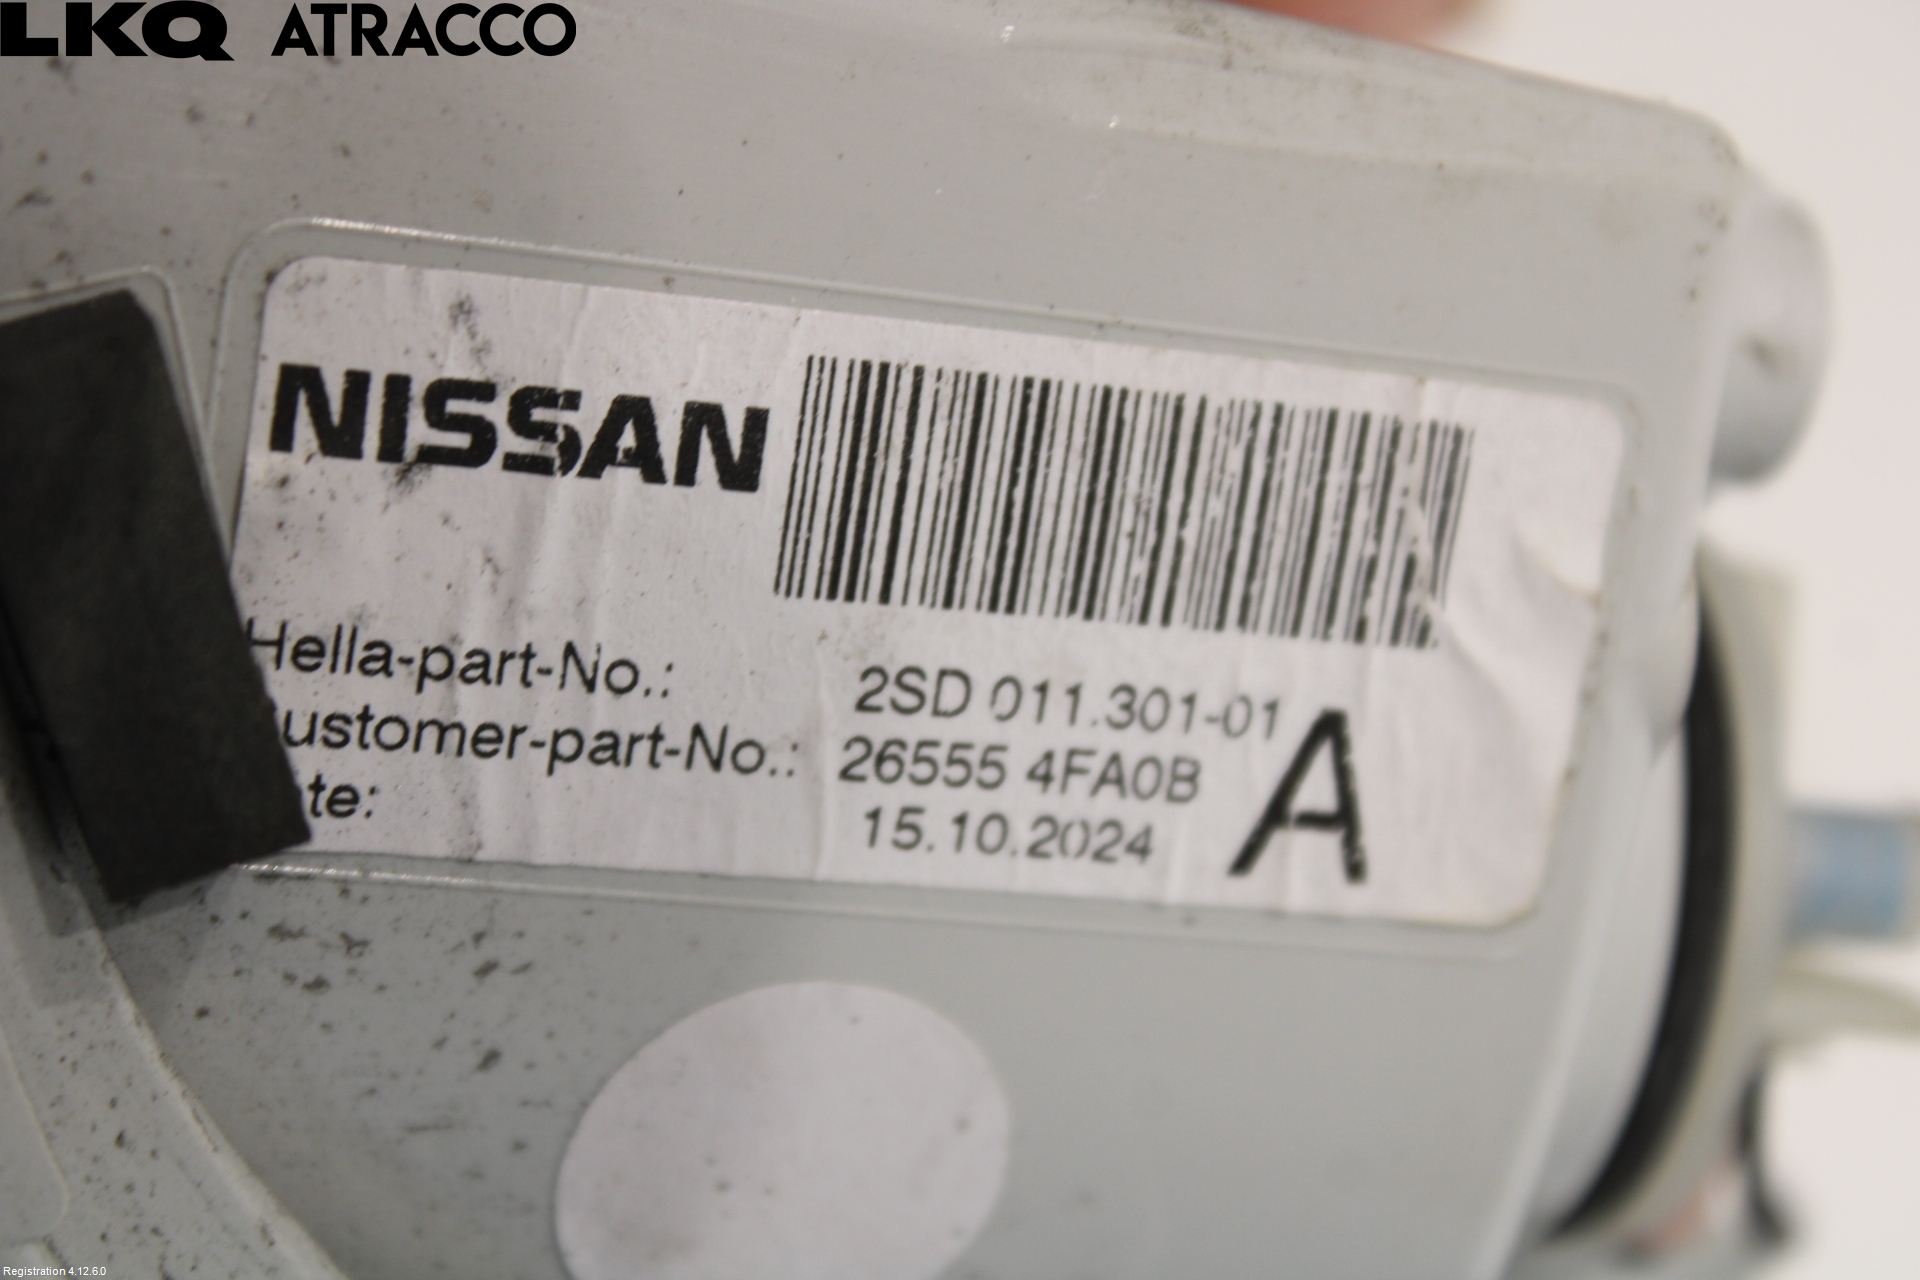 LKQ ATRACCO
NISSAN
Hella-part-No.: 2SD 011.301-01
ustomer-part-No.: 26555 4FA0B
te: 15.10.2024
A
Registration 4.12.6.0